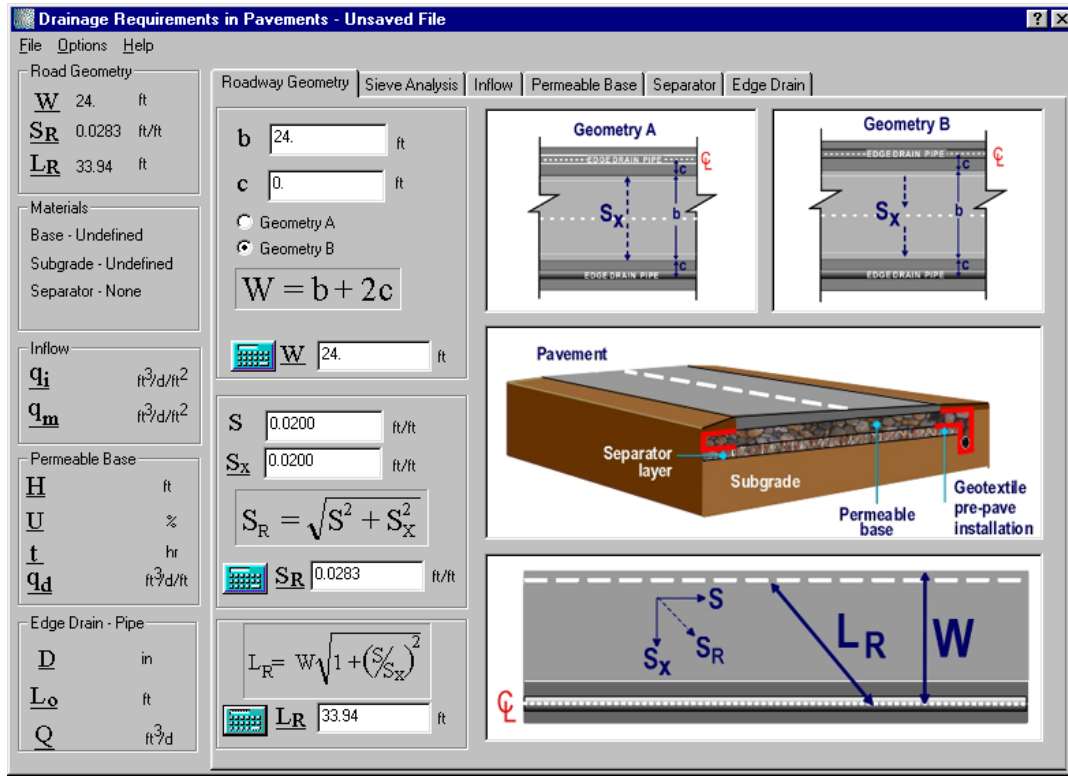 Drainage Requirements in Pavements - Unsaved File
File Options Help
Road Geometry
W 24. ft
SR 0.0283 ft/ft
LR 33.94 ft
Materials
Base - Undefined
Subgrade - Undefined
Separator - None
Inflow
qi ft³/d/ft²
qm ft³/d/ft²
Permeable Base
H ft
U %
t hr
qd ft³/d/ft
Edge Drain - Pipe
D in
Lo ft
Q ft³/d
Roadway Geometry Sieve Analysis Inflow Permeable Base Separator Edge Drain
b 24. ft
c 0. ft
Geometry A
Geometry B
W = b + 2c
W 24. ft
S 0.0200 ft/ft
SX 0.0200 ft/ft
SR = √S² + SX²
SR 0.0283 ft/ft
LR = W√1 + (S/SX)²
LR 33.94 ft
Geometry A
EDGE DRAIN PIPE
CL
c
SX
b
c
EDGE DRAIN PIPE
Geometry B
EDGE DRAIN PIPE
CL
c
SX
b
c
EDGE DRAIN PIPE
Pavement
Separator
layer
Subgrade
Permeable
base
Geotextile
pre-pave
installation
S
SR
SX
LR
W
CL